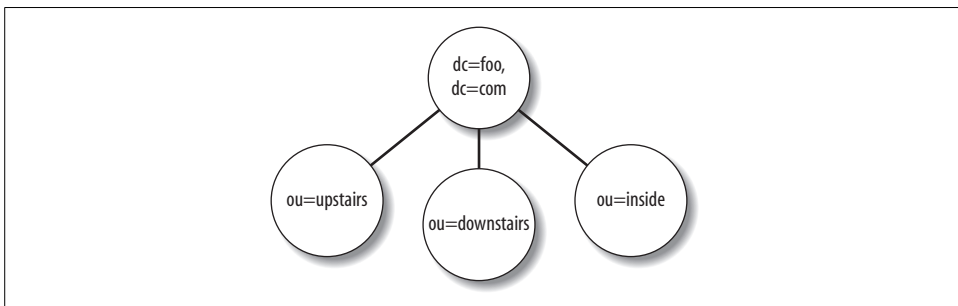 dc=foo,
dc=com
ou=upstairs
ou=downstairs
ou=inside